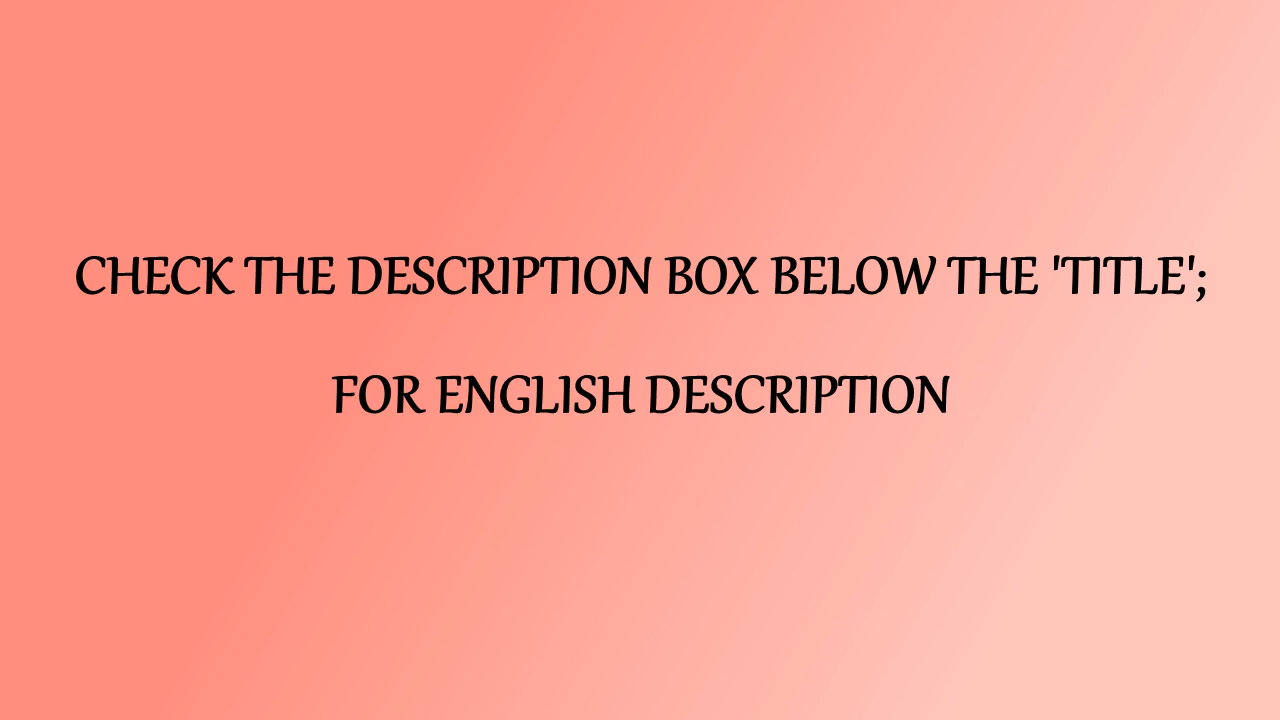 CHECK THE DESCRIPTION BOX BELOW THE 'TITLE';
FOR ENGLISH DESCRIPTION